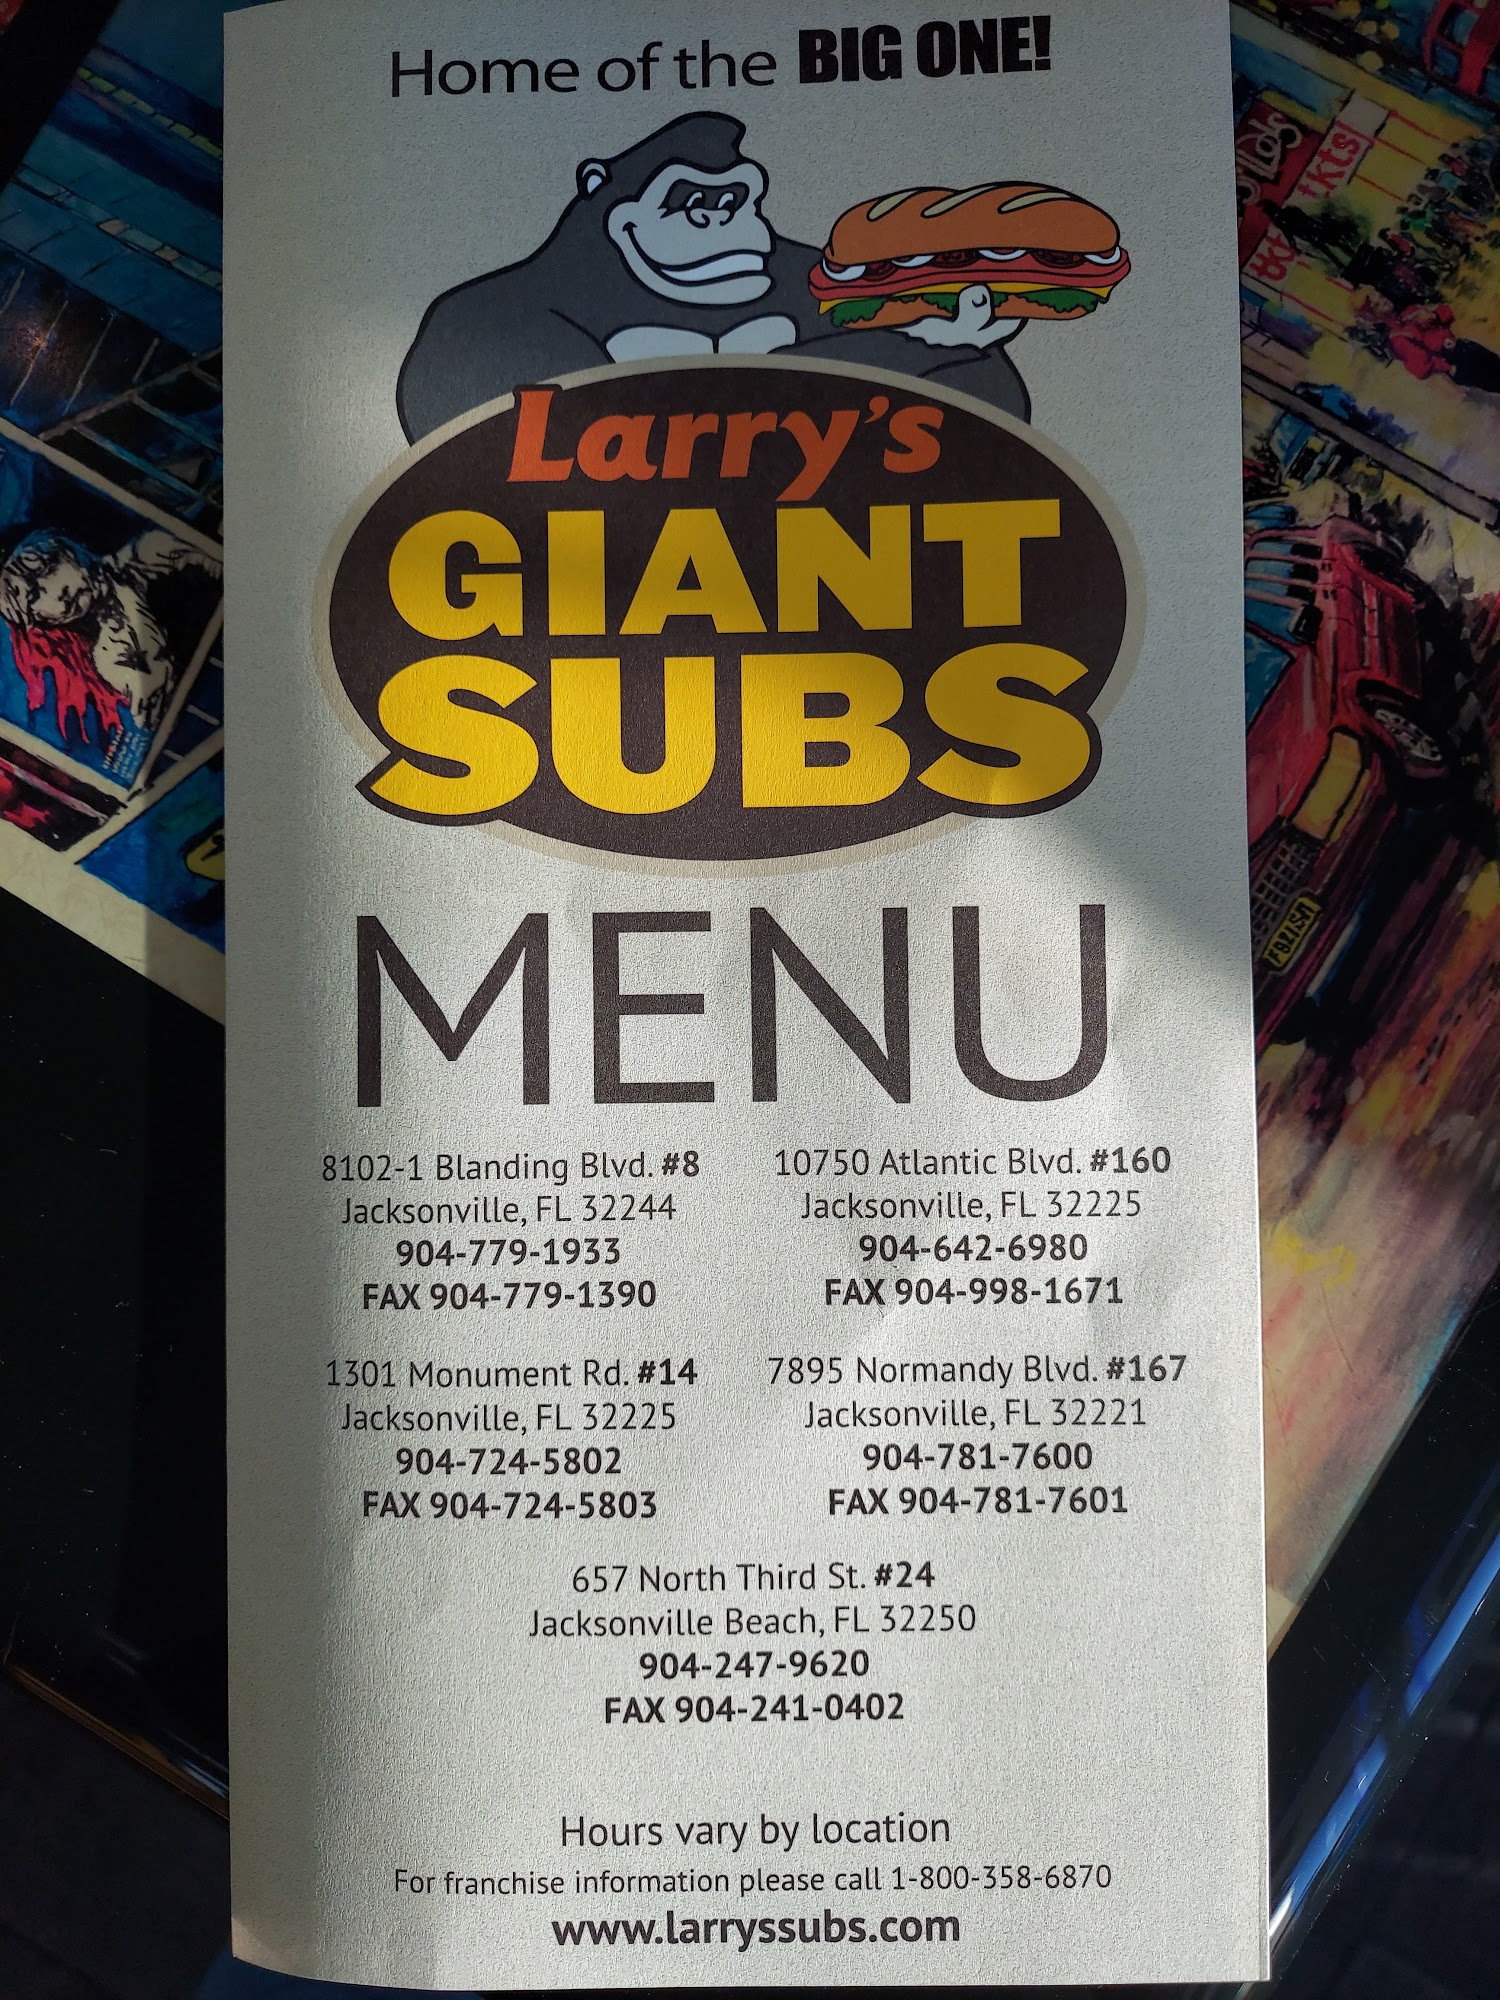 Home of the BIG ONE!
Larry's
GIANT
SUBS
MENU
8102-1 Blanding Blvd. #8
Jacksonville, FL 32244
904-779-1933
FAX 904-779-1390
10750 Atlantic Blvd. #160
Jacksonville, FL 32225
904-642-6980
FAX 904-998-1671
1301 Monument Rd. #14
Jacksonville, FL 32225
904-724-5802
FAX 904-724-5803
7895 Normandy Blvd. #167
Jacksonville, FL 32221
904-781-7600
FAX 904-781-7601
657 North Third St. #24
Jacksonville Beach, FL 32250
904-247-9620
FAX 904-241-0402
Hours vary by location
For franchise information please call 1-800-358-6870
www.larryssubs.com
tkts
tkts